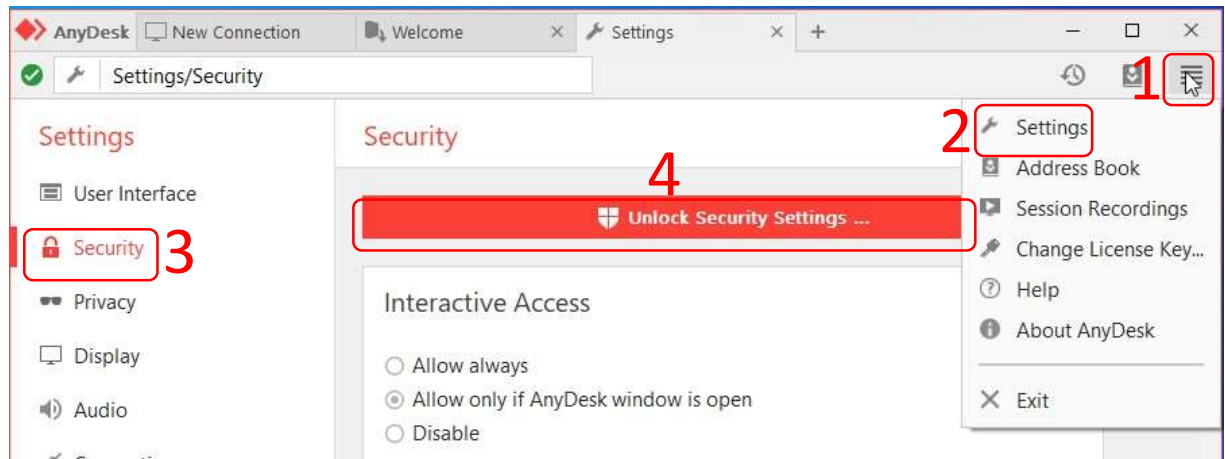 AnyDesk New Connection Welcome Settings
Settings/Security
1
Settings
User Interface
Security
3
Privacy
Display
Audio
Security
4
Unlock Security Settings ...
Interactive Access
Allow always
Allow only if AnyDesk window is open
Disable
2
Settings
Address Book
Session Recordings
Change License Key...
Help
About AnyDesk
Exit